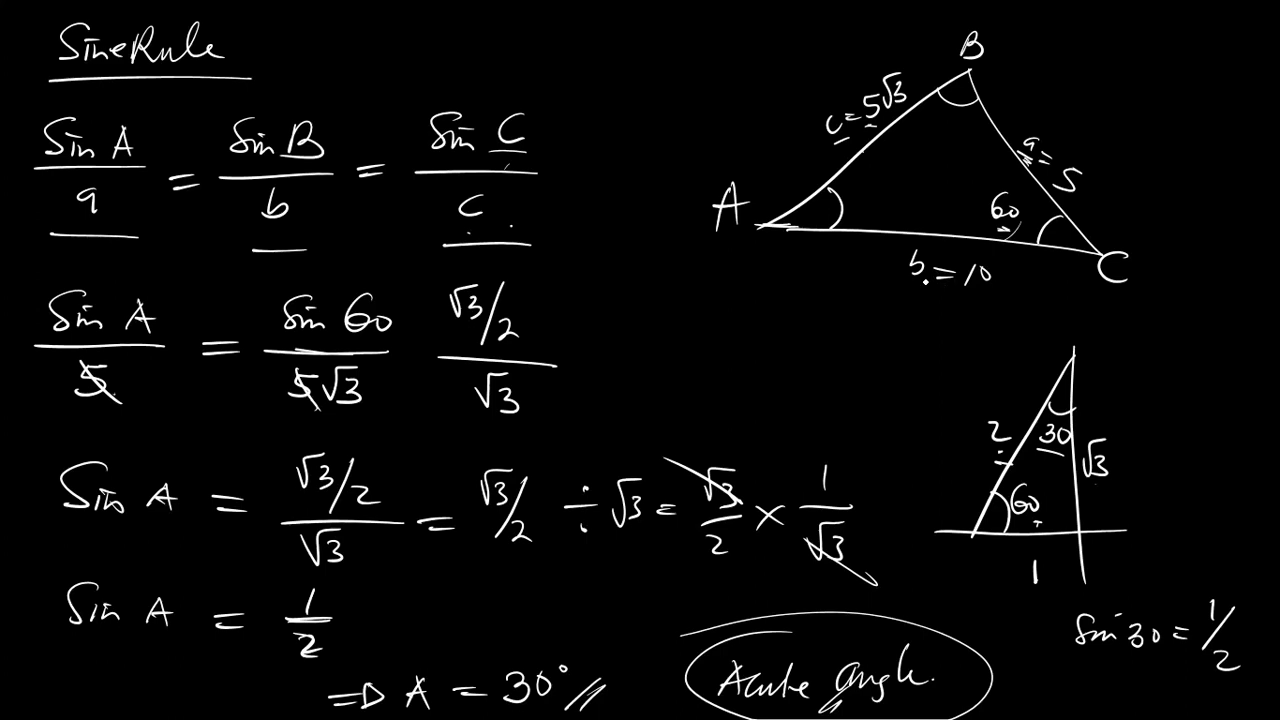 Sine Rule
Sin A / a = Sin B / b = Sin C / c
Sin A / 5 = Sin 60 / 5√3   √3/2 / √3
Sin A = √3/2 / √3 = √3/2 ÷ √3 = √3/2 × 1/√3
Sin A = 1/2
=> A = 30° //
Acute angle.
B
c = 5√3
a = 5
A
60
C
b = 10
2
30
√3
60
1
Sin 30 = 1/2